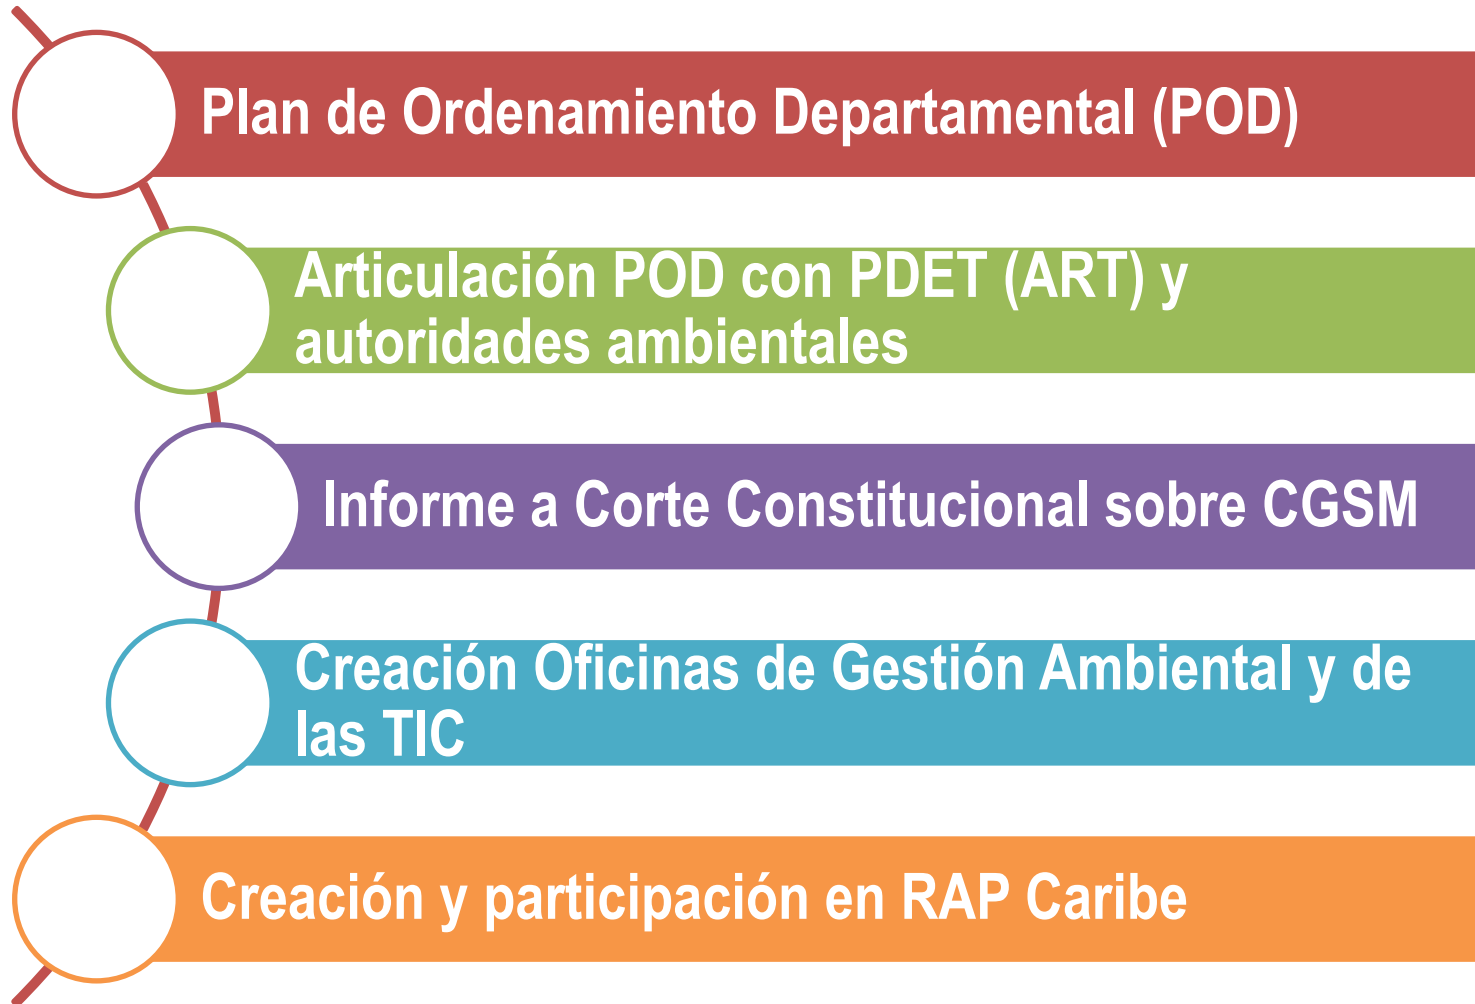 Plan de Ordenamiento Departamental (POD)
Articulación POD con PDET (ART) y
autoridades ambientales
Informe a Corte Constitucional sobre CGSM
Creación Oficinas de Gestión Ambiental y de
las TIC
Creación y participación en RAP Caribe